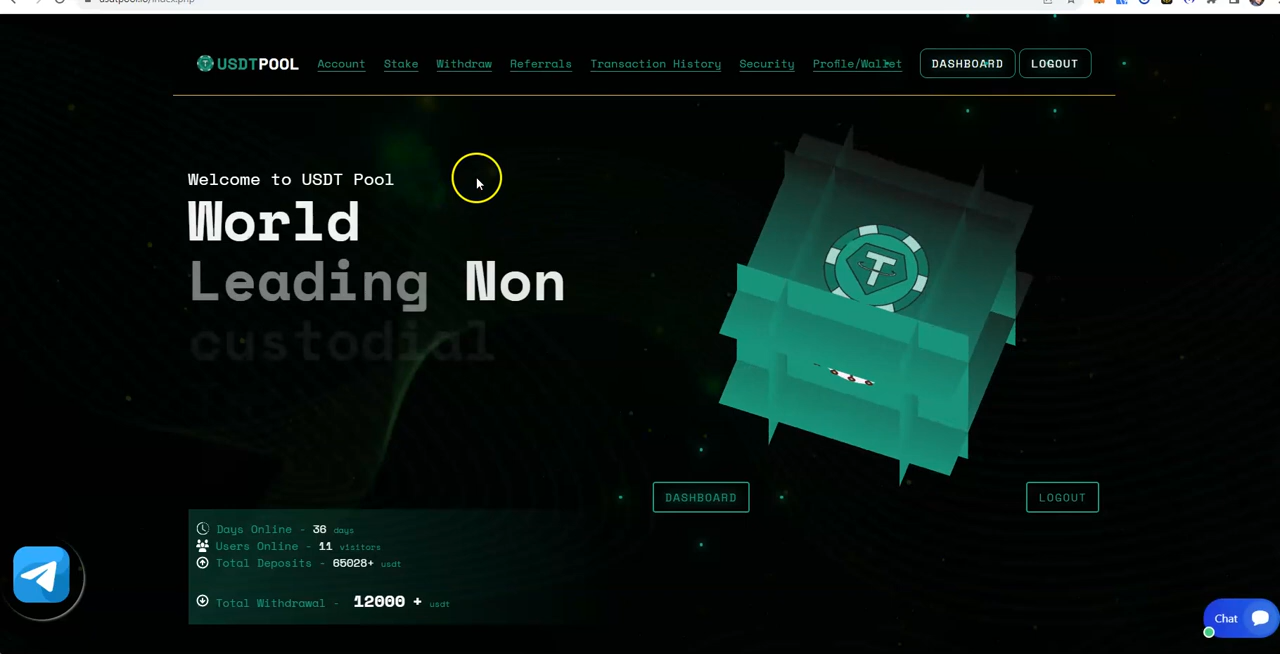 USDTPOOL
Account Stake Withdraw Referrals Transaction History Security Profile/Wallet DASHBOARD LOGOUT
Welcome to USDT Pool
World
Leading Non
custodial
DASHBOARD LOGOUT
Days Online - 36 days
Users Online - 11 visitors
Total Deposits - 65028+ usdt
Total Withdrawal - 12000 + usdt
Chat